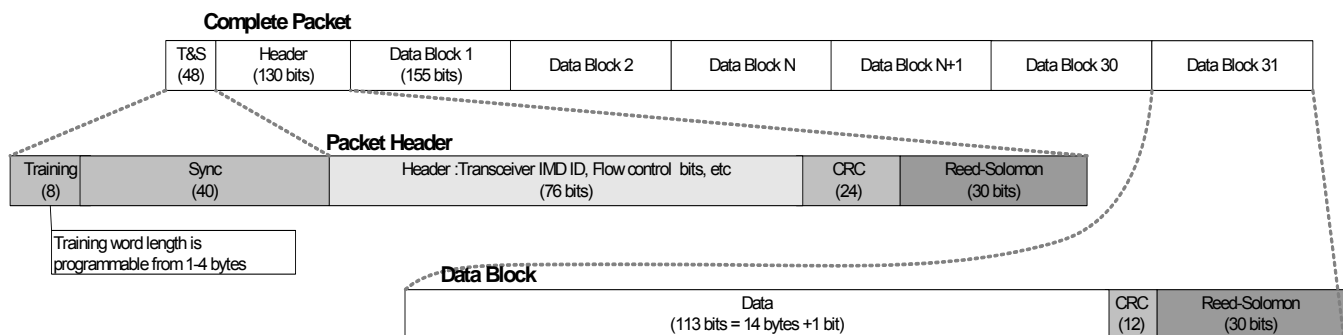 Complete Packet
T&S
(48)
Header
(130 bits)
Data Block 1
(155 bits)
Data Block 2
Data Block N
Data Block N+1
Data Block 30
Data Block 31
Packet Header
Training
(8)
Sync
(40)
Header :Transceiver IMD ID, Flow control bits, etc
(76 bits)
CRC
(24)
Reed-Solomon
(30 bits)
Training word length is
programmable from 1-4 bytes
Data Block
Data
(113 bits = 14 bytes +1 bit)
CRC
(12)
Reed-Solomon
(30 bits)